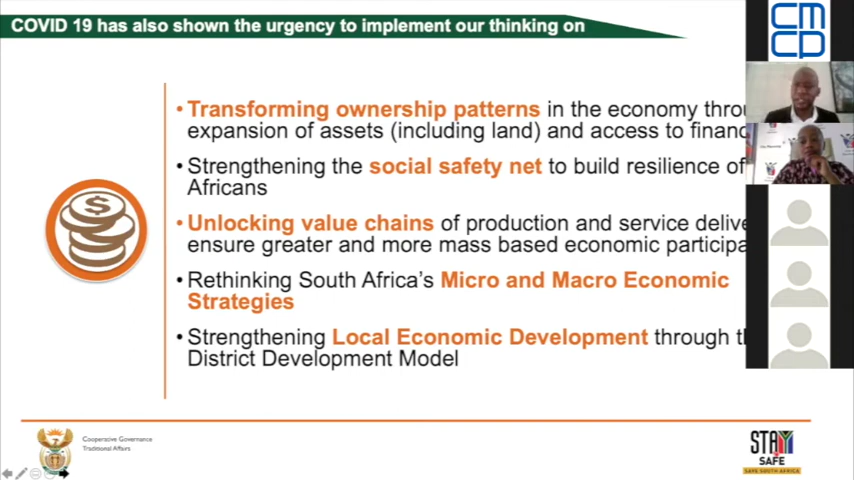 COVID 19 has also shown the urgency to implement our thinking on
cmcp
• Transforming ownership patterns in the economy throu
expansion of assets (including land) and access to financ
• Strengthening the social safety net to build resilience of
Africans
• Unlocking value chains of production and service delive
ensure greater and more mass based economic participa
• Rethinking South Africa's Micro and Macro Economic
Strategies
• Strengthening Local Economic Development through th
District Development Model
$
Cooperative Governance
Traditional Affairs
STAY
SAFE
SAFE SOUTH AFRICA